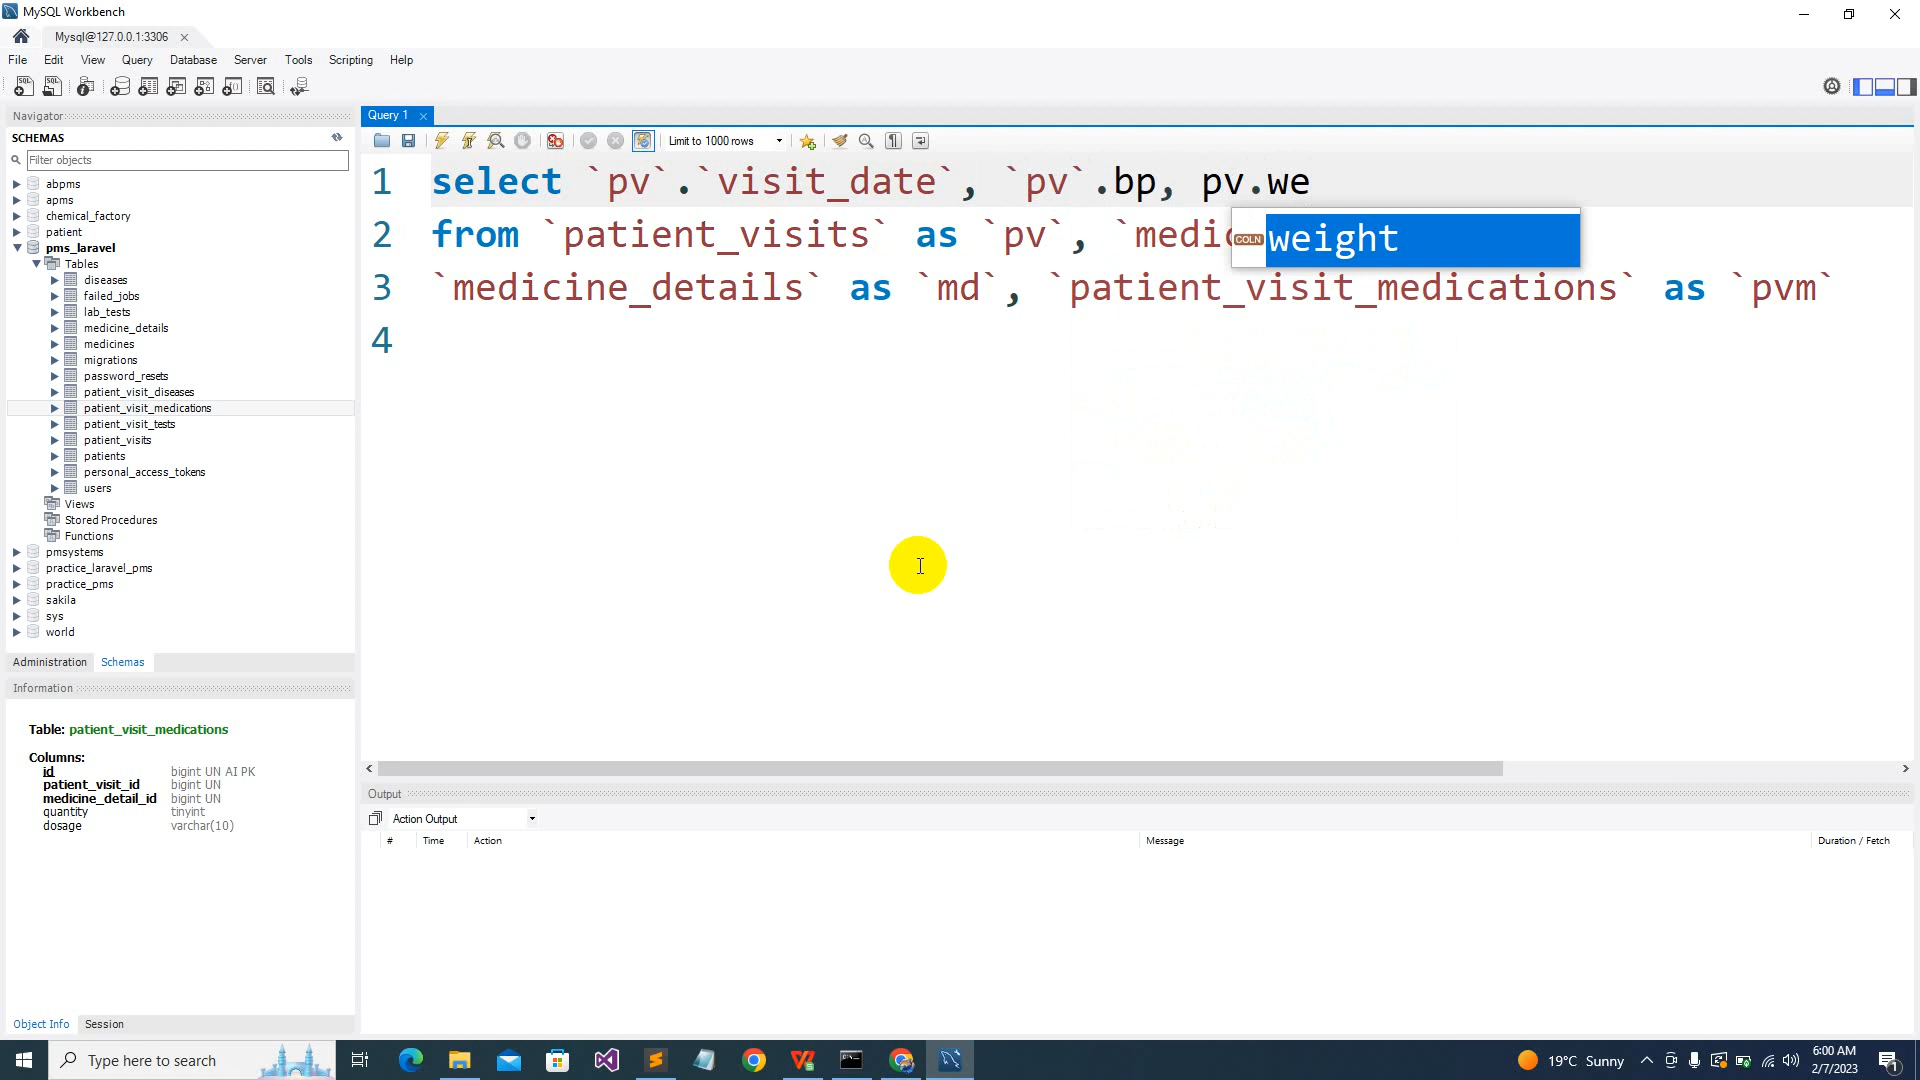 MySQL Workbench
Mysql@127.0.0.1:3306
File Edit View Query Database Server Tools Scripting Help
Navigator
SCHEMAS
Filter objects
abpms
apms
chemical_factory
patient
pms_laravel
Tables
diseases
failed_jobs
lab_tests
medicine_details
medicines
migrations
password_resets
patient_visit_diseases
patient_visit_medications
patient_visit_tests
patient_visits
patients
personal_access_tokens
users
Views
Stored Procedures
Functions
pmsystems
practice_laravel_pms
practice_pms
sakila
sys
world
Administration Schemas
Information
Table: patient_visit_medications
Columns:
id bigint UN AI PK
patient_visit_id bigint UN
medicine_detail_id bigint UN
quantity tinyint
dosage varchar(10)
Object Info Session
Query 1
Limit to 1000 rows
1 select `pv`.`visit_date`, `pv`.bp, pv.we
2 from `patient_visits` as `pv`, `medic
COLN weight
3 `medicine_details` as `md`, `patient_visit_medications` as `pvm`
4
Output
Action Output
# Time Action Message Duration / Fetch
Type here to search
19°C Sunny
6:00 AM
2/7/2023
1